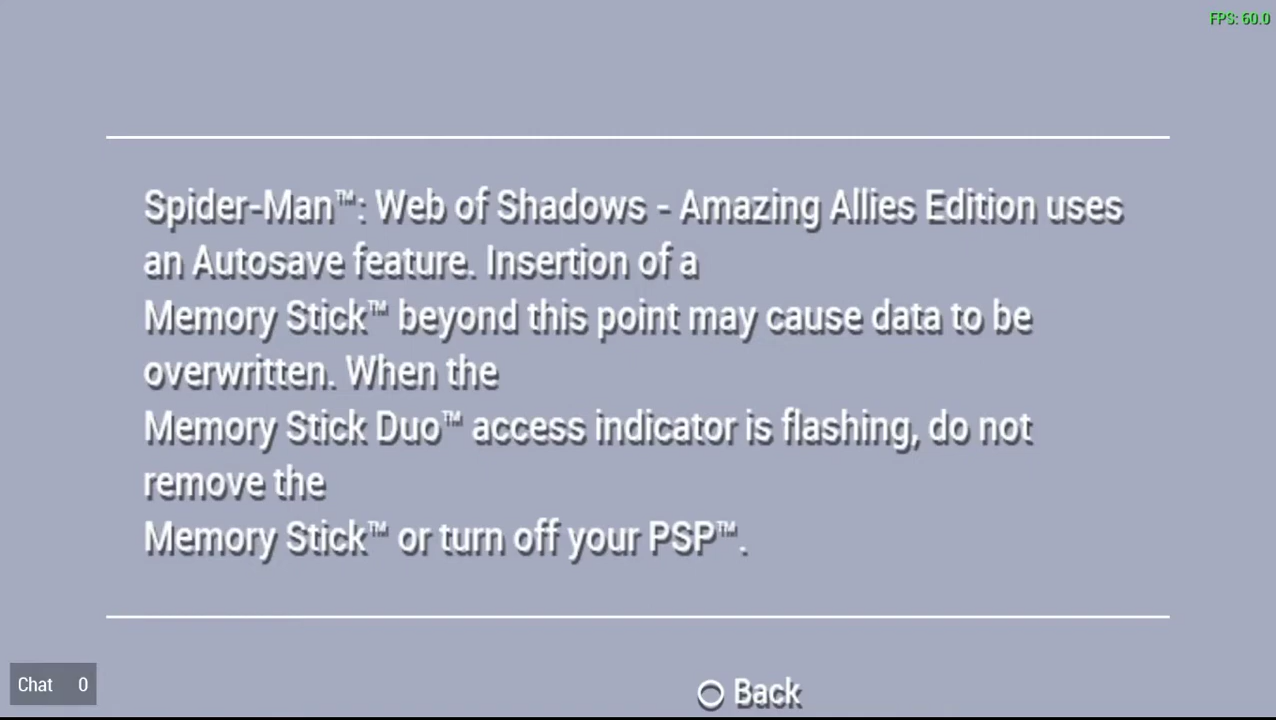 FPS: 60.0
Spider-Man™: Web of Shadows - Amazing Allies Edition uses
an Autosave feature. Insertion of a
Memory Stick™ beyond this point may cause data to be
overwritten. When the
Memory Stick Duo™ access indicator is flashing, do not
remove the
Memory Stick™ or turn off your PSP™.
Chat 0
Back